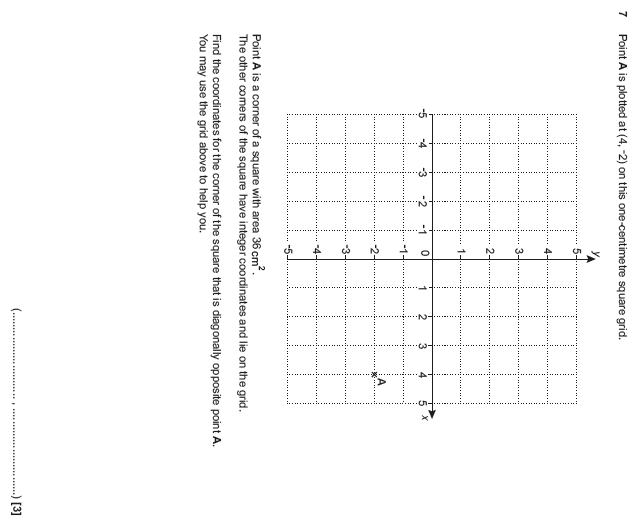 7 Point A is plotted at (4, -2) on this one-centimetre square grid.
y
5
4
3
2
1
-5 -4 -3 -2 -1 0 1 2 3 4 5 x
-1
-2
A
-3
-4
-5
Point A is a corner of a square with area 36 cm².
The other corners of the square have integer coordinates and lie on the grid.
Find the coordinates for the corner of the square that is diagonally opposite point A.
You may use the grid above to help you.
(........................ , ........................) [3]